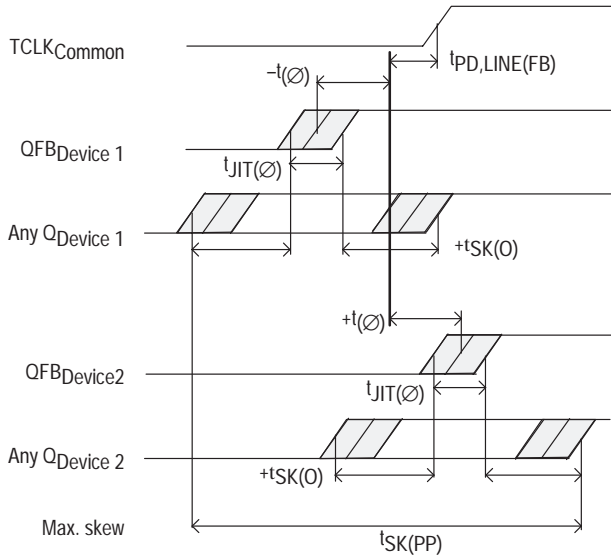 TCLKCommon
tPD,LINE(FB)
–t(∅)
QFBDevice 1
tJIT(∅)
Any QDevice 1
+tSK(O)
+t(∅)
QFBDevice2
tJIT(∅)
Any QDevice 2
+tSK(O)
Max. skew
tSK(PP)